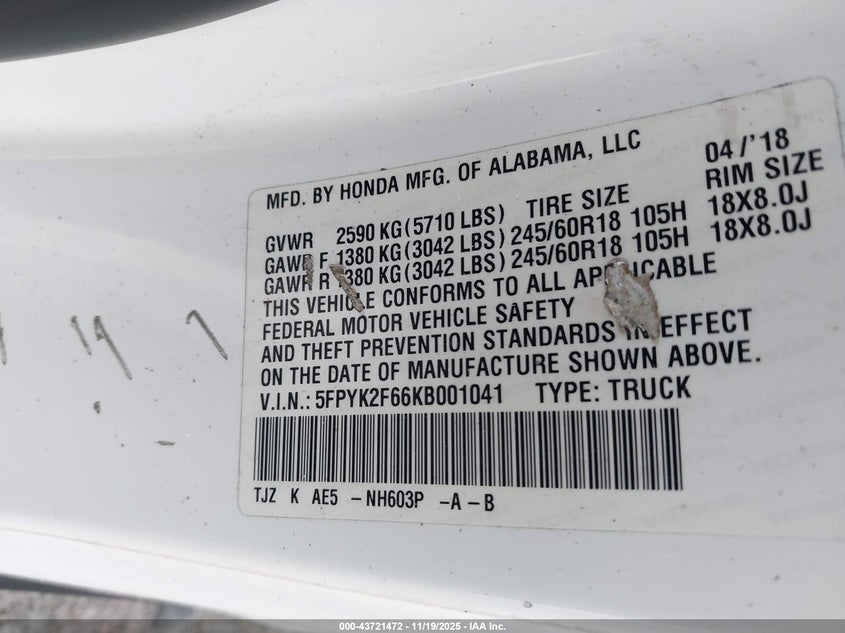 MFD. BY HONDA MFG. OF ALABAMA, LLC 04/'18
GVWR 2590 KG(5710 LBS) TIRE SIZE RIM SIZE
GAWR F 1380 KG(3042 LBS) 245/60R18 105H 18X8.0J
GAWR R 1380 KG(3042 LBS) 245/60R18 105H 18X8.0J
THIS VEHICLE CONFORMS TO ALL APPLICABLE
FEDERAL MOTOR VEHICLE SAFETY
AND THEFT PREVENTION STANDARDS IN EFFECT
ON THE DATE OF MANUFACTURE SHOWN ABOVE.
V.I.N.: 5FPYK2F66KB001041 TYPE: TRUCK
TJZ K AE5 -NH603P -A-B
000-43721472 - 11/19/2025 - IAA Inc.